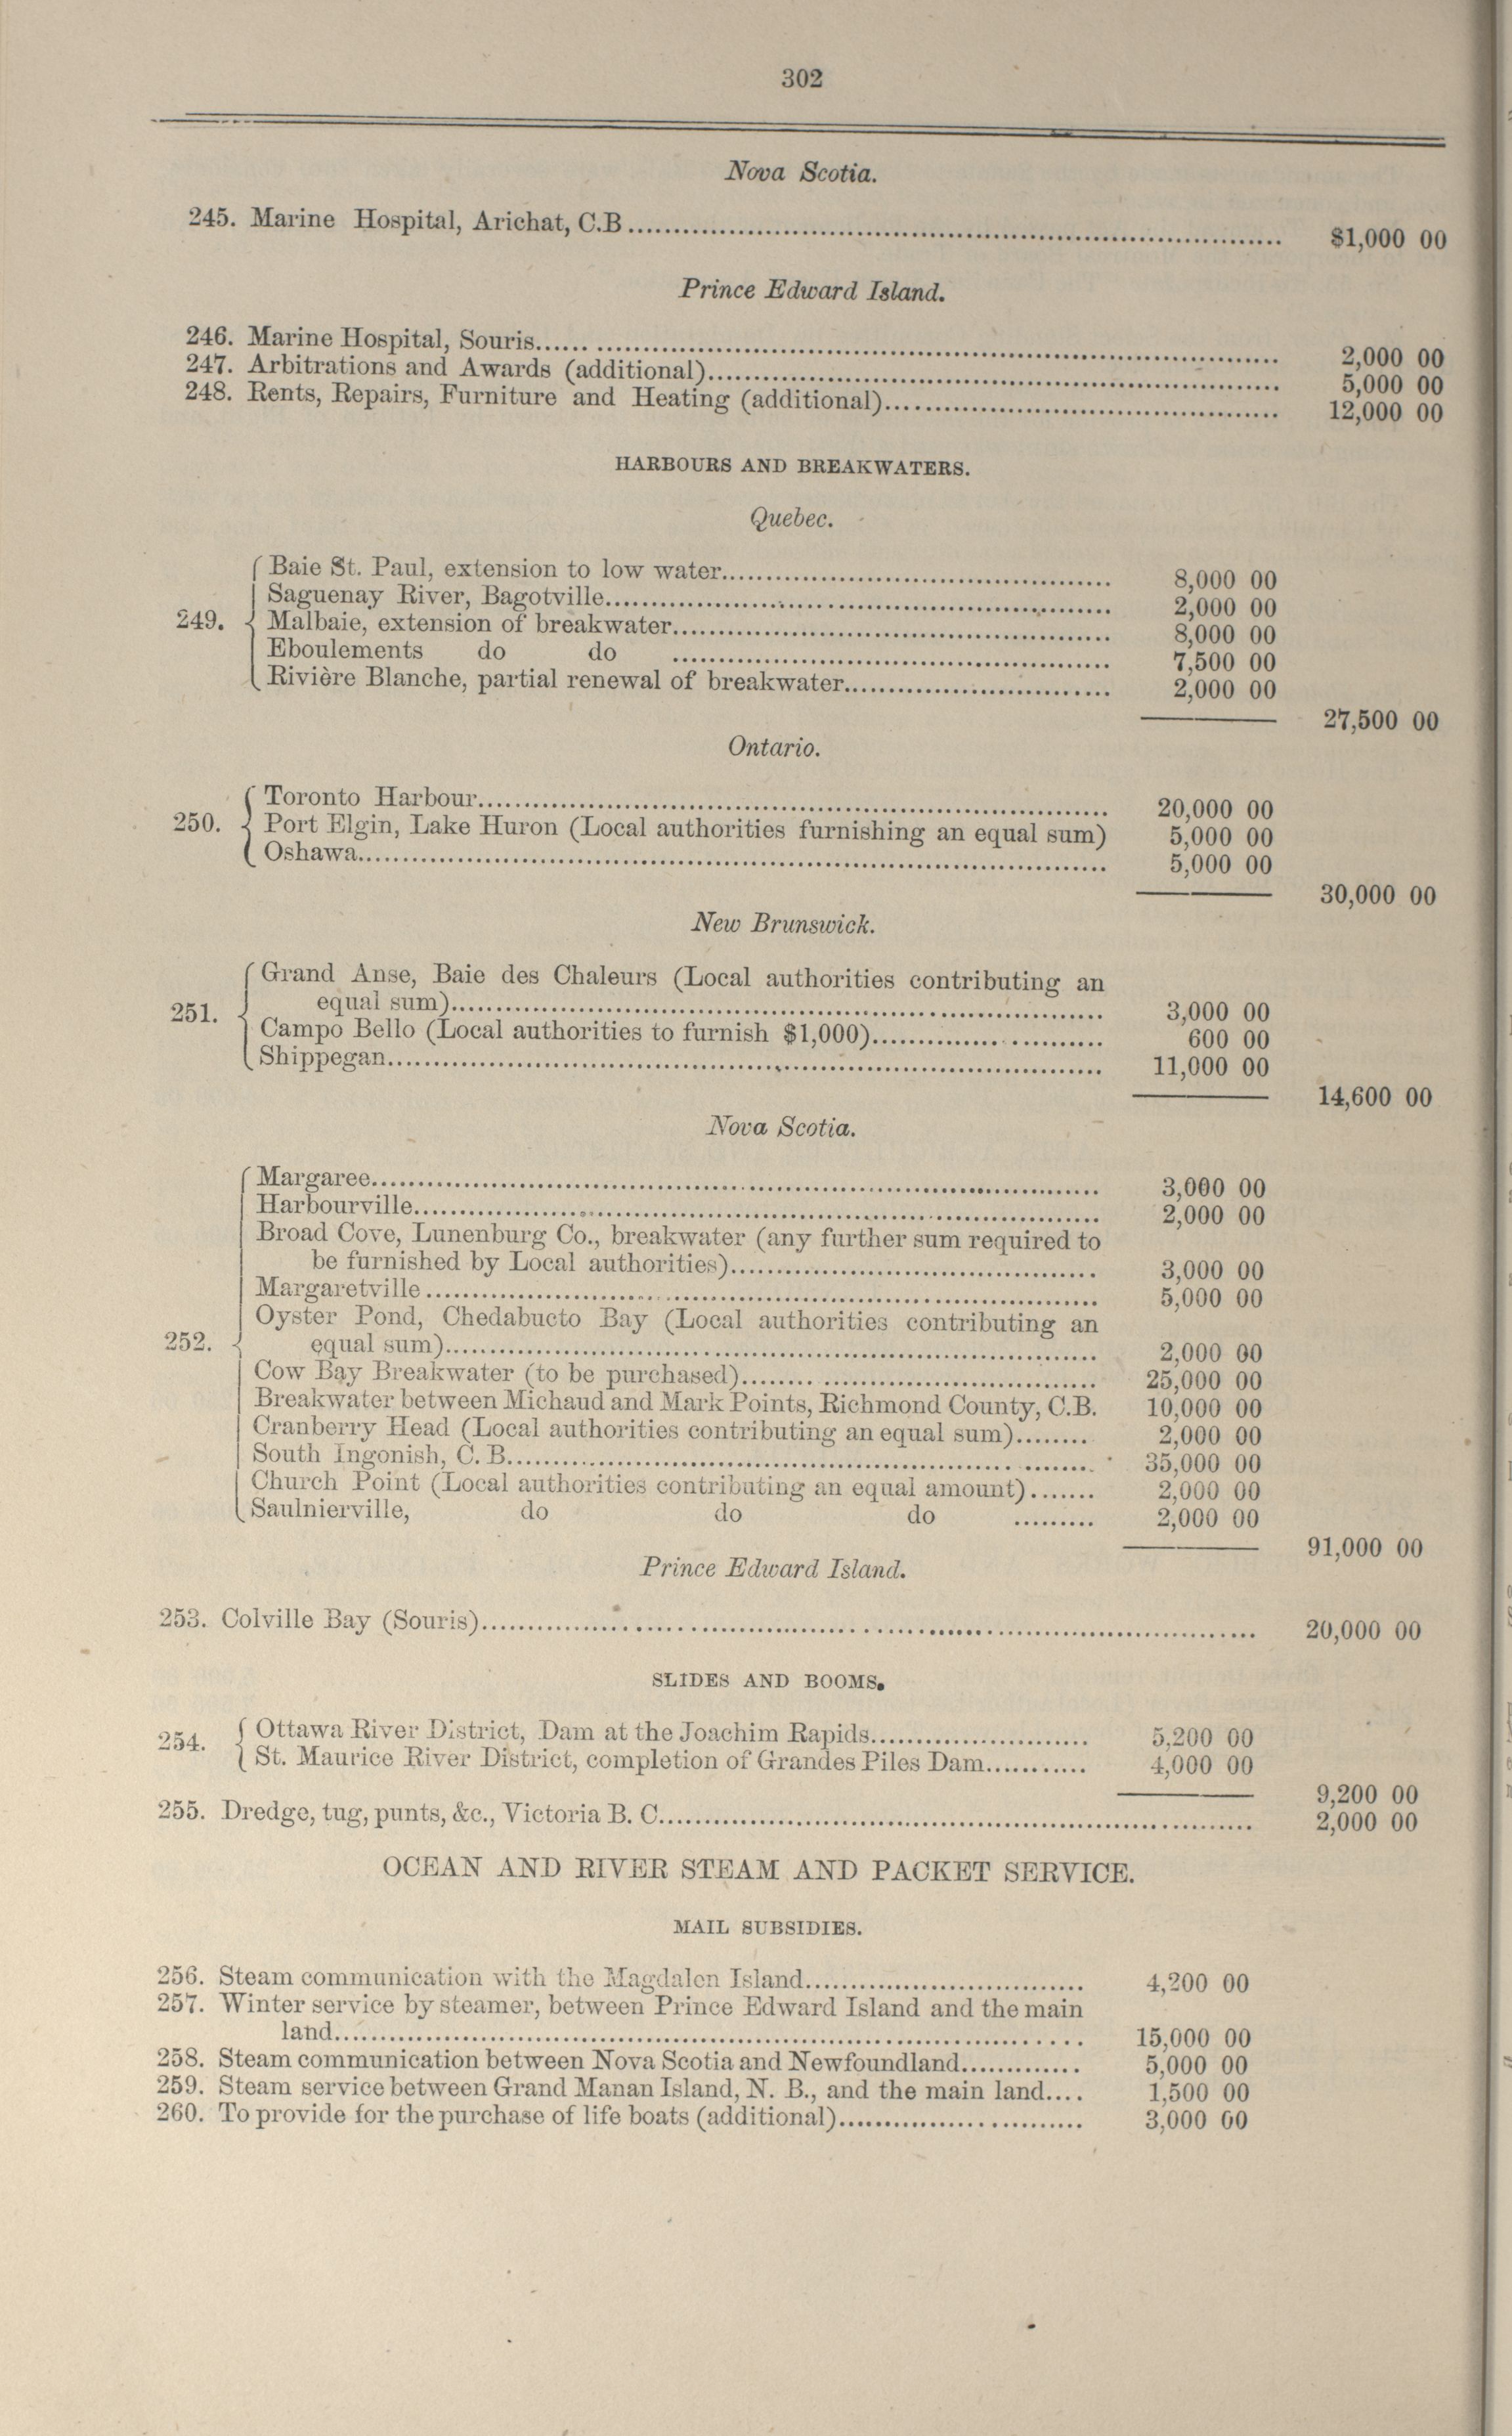 302
Nova Scotia.
245. Marine Hospital, Arichat, C.B. $1,000 00
Prince Edward Island.
246. Marine Hospital, Souris. 2,000 00
247. Arbitrations and Awards (additional) 5,000 00
248. Rents, Repairs, Furniture and Heating (additional) 12,000 00
HARBOURS AND BREAKWATERS.
Quebec.
Baie St. Paul, extension to low water. 8,000 00
Saguenay River, Bagotville. 2,000 00
249. Malbaie, extension of breakwater. 8,000 00
Eboulements do do 7,500 00
Rivière Blanche, partial renewal of breakwater. 2,000 00
27,500 00
Ontario.
Toronto Harbour. 20,000 00
250. Port Elgin, Lake Huron (Local authorities furnishing an equal sum) 5,000 00
Oshawa. 5,000 00
30,000 00
New Brunswick.
Grand Anse, Baie des Chaleurs (Local authorities contributing an
251. equal sum) 3,000 00
Campo Bello (Local authorities to furnish $1,000) 600 00
Shippegan. 11,000 00
14,600 00
Nova Scotia.
Margaree. 3,000 00
Harbourville. 2,000 00
Broad Cove, Lunenburg Co., breakwater (any further sum required to
be furnished by Local authorities) 3,000 00
Margaretville 5,000 00
Oyster Pond, Chedabucto Bay (Local authorities contributing an
252. equal sum) 2,000 00
Cow Bay Breakwater (to be purchased) 25,000 00
Breakwater between Michaud and Mark Points, Richmond County, C.B. 10,000 00
Cranberry Head (Local authorities contributing an equal sum) 2,000 00
South Ingonish, C. B. 35,000 00
Church Point (Local authorities contributing an equal amount) 2,000 00
Saulnierville, do do do 2,000 00
91,000 00
Prince Edward Island.
253. Colville Bay (Souris) 20,000 00
SLIDES AND BOOMS.
254. Ottawa River District, Dam at the Joachim Rapids. 5,200 00
St. Maurice River District, completion of Grandes Piles Dam. 4,000 00
9,200 00
255. Dredge, tug, punts, &c., Victoria B. C. 2,000 00
OCEAN AND RIVER STEAM AND PACKET SERVICE.
MAIL SUBSIDIES.
256. Steam communication with the Magdalen Island. 4,200 00
257. Winter service by steamer, between Prince Edward Island and the main
land. 15,000 00
258. Steam communication between Nova Scotia and Newfoundland. 5,000 00
259. Steam service between Grand Manan Island, N. B., and the main land. 1,500 00
260. To provide for the purchase of life boats (additional) 3,000 00